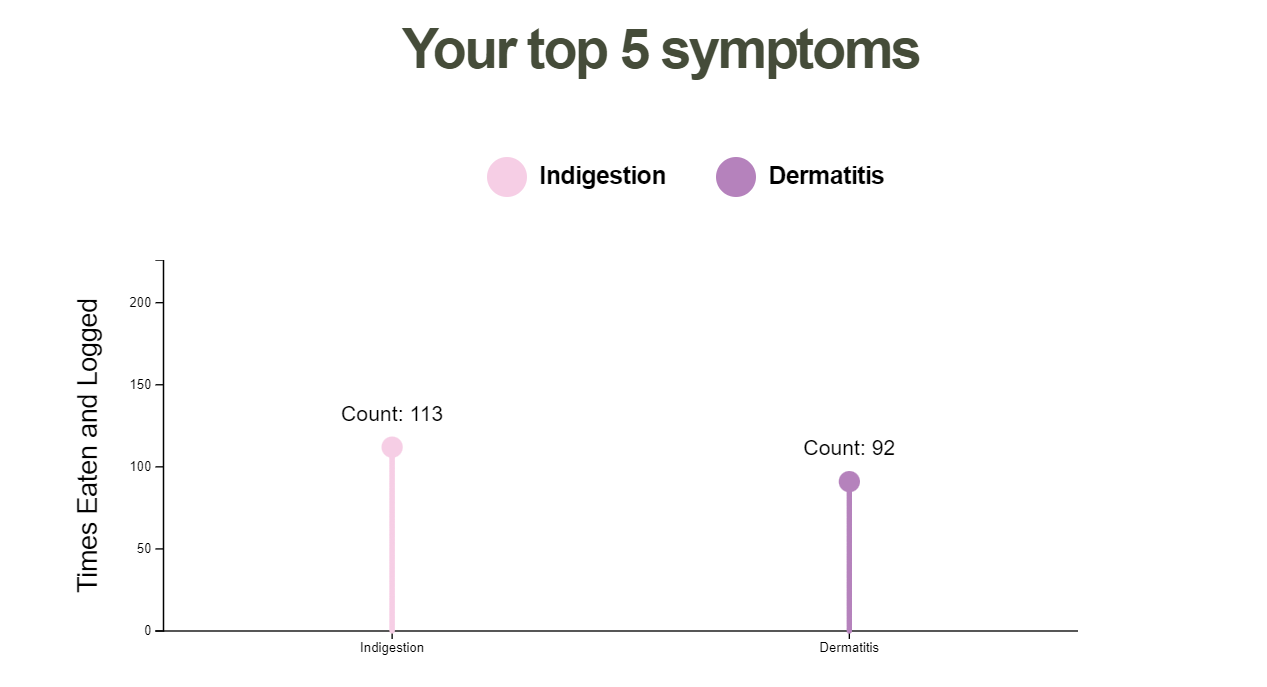 Your top 5 symptoms
Indigestion
Dermatitis
Times Eaten and Logged
200
150
100
50
0
Count: 113
Count: 92
Indigestion
Dermatitis